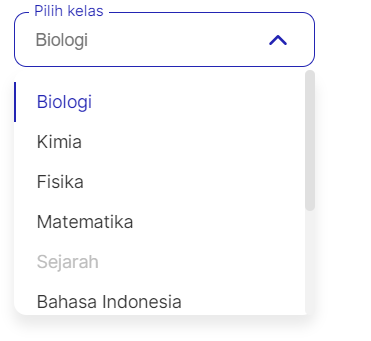 Pilih kelas
Biologi
Biologi
Kimia
Fisika
Matematika
Sejarah
Bahasa Indonesia